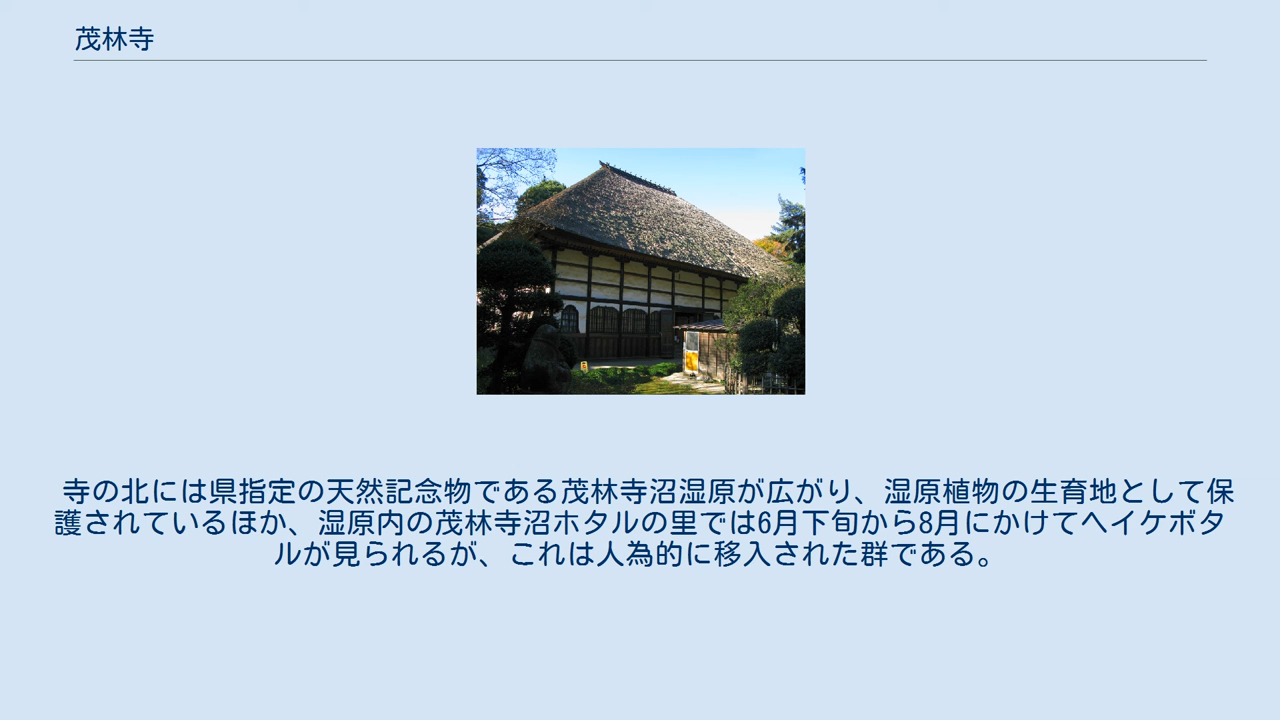 茂林寺
寺の北には県指定の天然記念物である茂林寺沼湿原が広がり、湿原植物の生育地として保
護されているほか、湿原内の茂林寺沼ホタルの里では6月下旬から8月にかけてヘイケボタ
ルが見られるが、これは人為的に移入された群である。